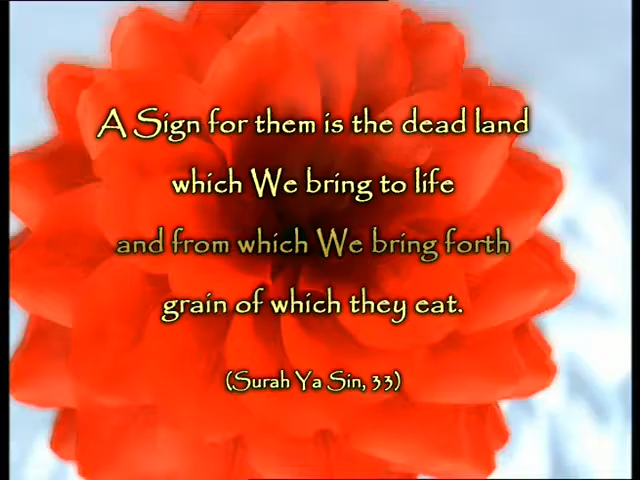 A Sign for them is the dead land
which We bring to life
and from which We bring forth
grain of which they eat.
(Surah Ya Sin, 33)